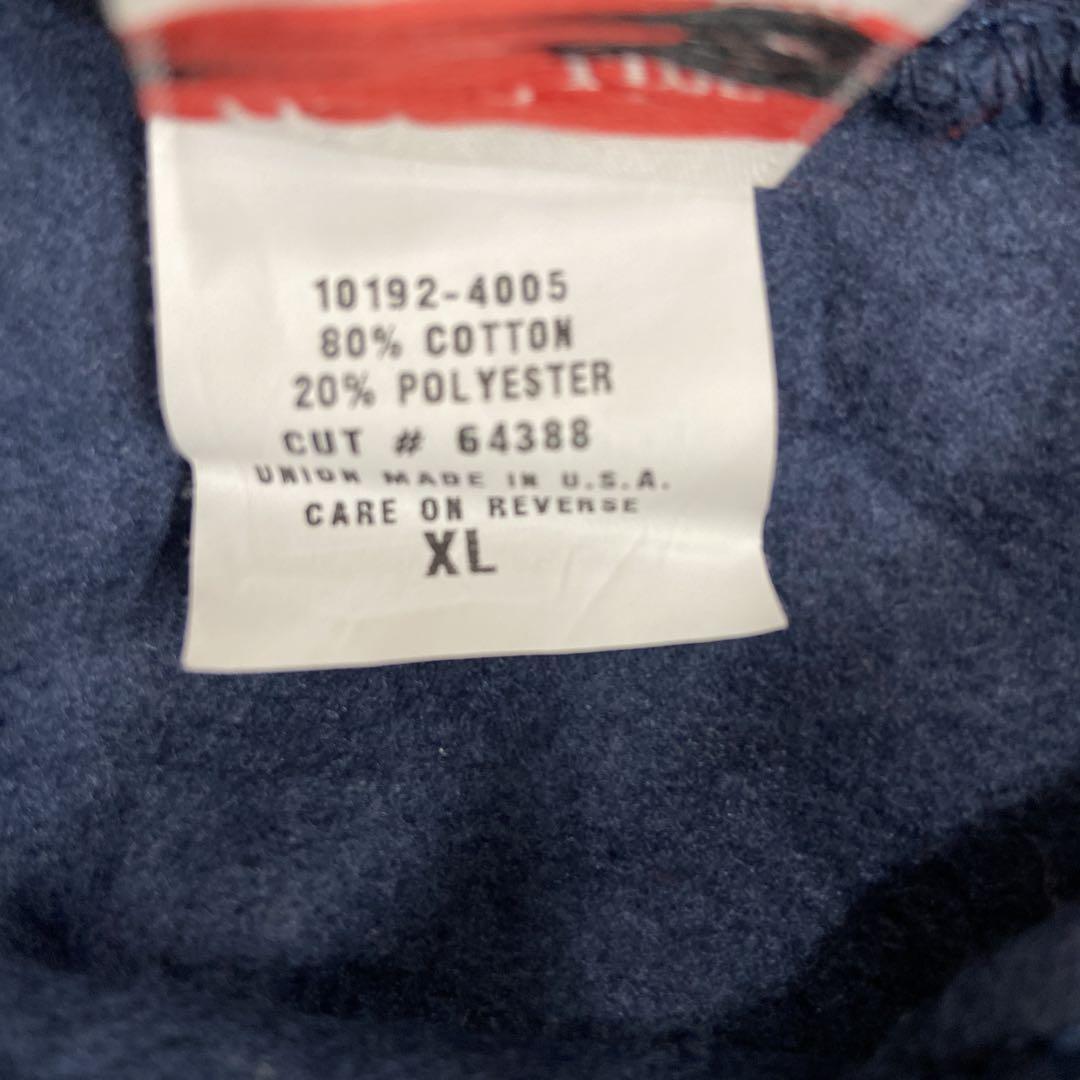 10192-4005
80% COTTON
20% POLYESTER
CUT # 64388
UNION MADE IN U.S.A.
CARE ON REVERSE
XL